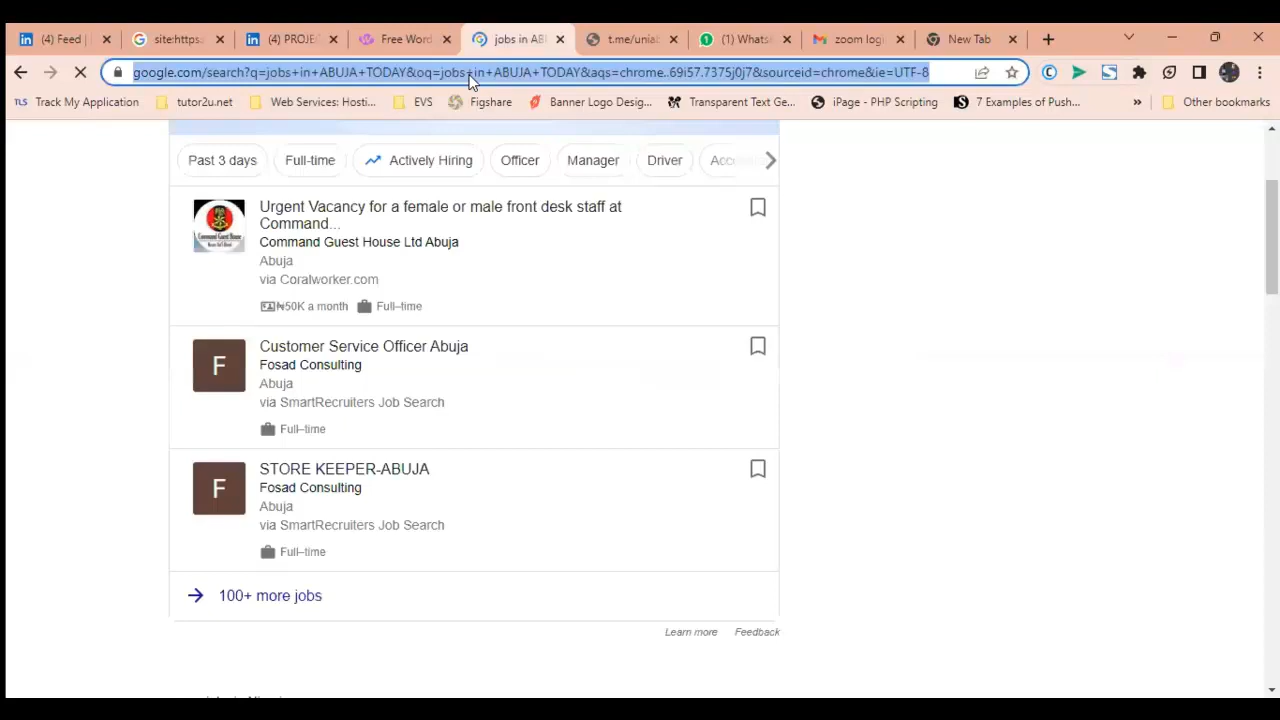 (4) Feed |
site:https:
(4) PROJE
Free Word
jobs in AB
t.me/unial
(1) Whats
zoom logi
New Tab
google.com/search?q=jobs+in+ABUJA+TODAY&oq=jobs+in+ABUJA+TODAY&aqs=chrome..69i57.7375j0j7&sourceid=chrome&ie=UTF-8
TLS Track My Application
tutor2u.net
Web Services: Hosti...
EVS
Figshare
Banner Logo Desig...
Transparent Text Ge...
iPage - PHP Scripting
7 Examples of Push...
»
Other bookmarks
Past 3 days
Full-time
Actively Hiring
Officer
Manager
Driver
Acc
Urgent Vacancy for a female or male front desk staff at
Command...
Command Guest House Ltd Abuja
Abuja
via Coralworker.com
₦50K a month
Full–time
F
Customer Service Officer Abuja
Fosad Consulting
Abuja
via SmartRecruiters Job Search
Full–time
F
STORE KEEPER-ABUJA
Fosad Consulting
Abuja
via SmartRecruiters Job Search
Full–time
100+ more jobs
Learn more
Feedback